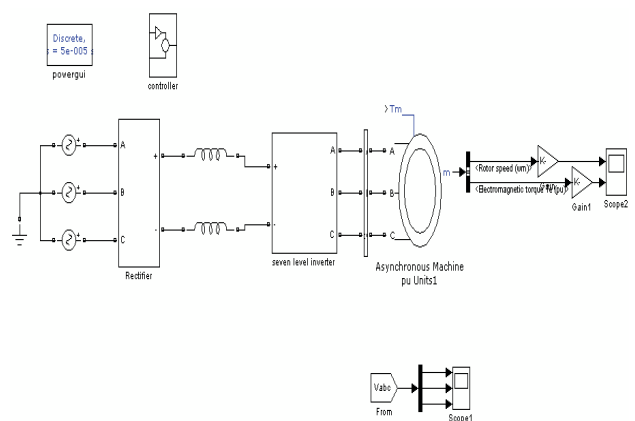 Discrete,
= 5e-005
powergui
controller
>Tm
A
B
C
+
-
Rectifier
+
-
A
B
C
seven level inverter
A
B
C
m
Asynchronous Machine
pu Units1
<Rotor speed (wm)>
<Electromagnetic torque Te (pu)>
K-
K-
Gain1
Scope2
Vabc
From
Scope1